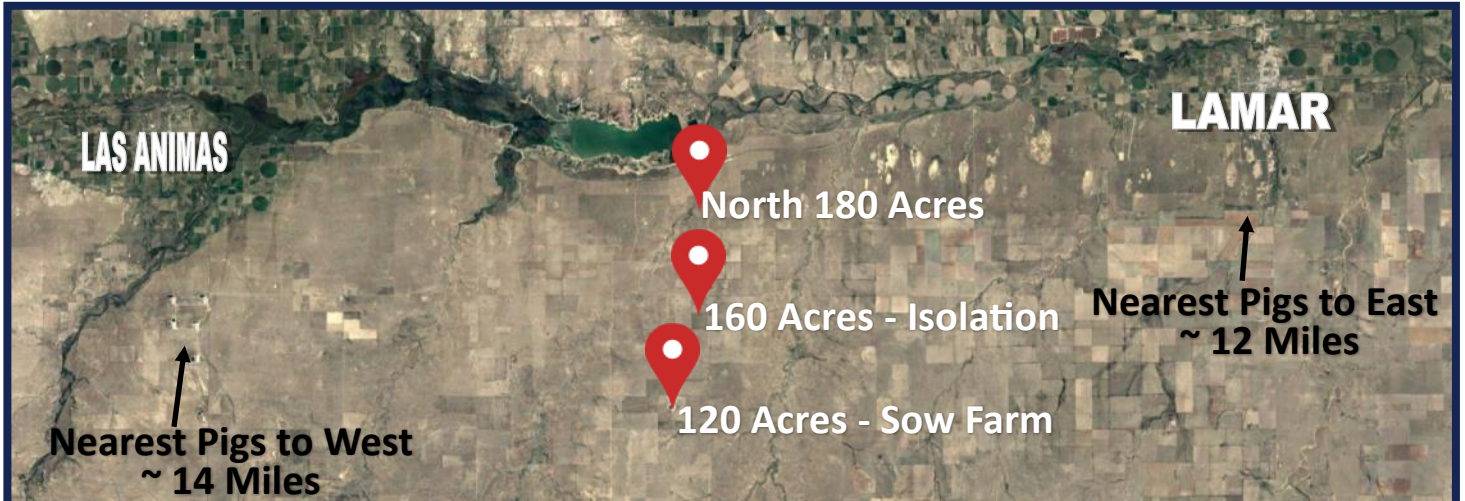 LAS ANIMAS
LAMAR
North 180 Acres
160 Acres - Isolation
Nearest Pigs to East
~ 12 Miles
120 Acres - Sow Farm
Nearest Pigs to West
~ 14 Miles